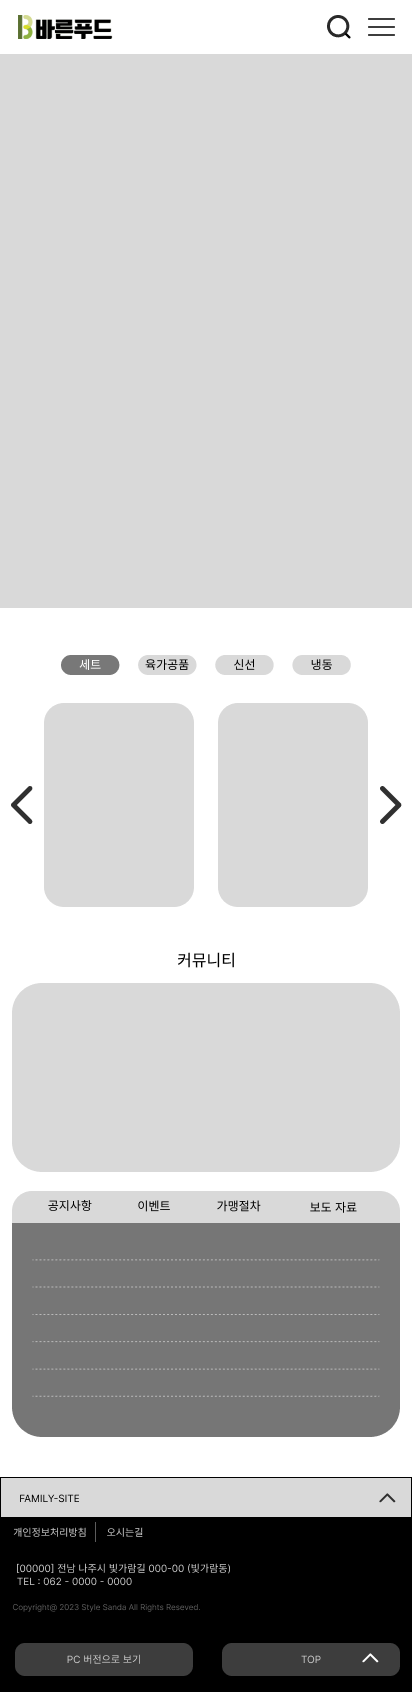 B 바른푸드
세트 육가공품 신선 냉동
커뮤니티
공지사항 이벤트 가맹절차 보도 자료
FAMILY-SITE
개인정보처리방침 오시는길
[00000] 전남 나주시 빛가람길 000-00 (빛가람동)
TEL : 062 - 0000 - 0000
Copyright@ 2023 Style Sanda All Rights Reseved.
PC 버전으로 보기 TOP